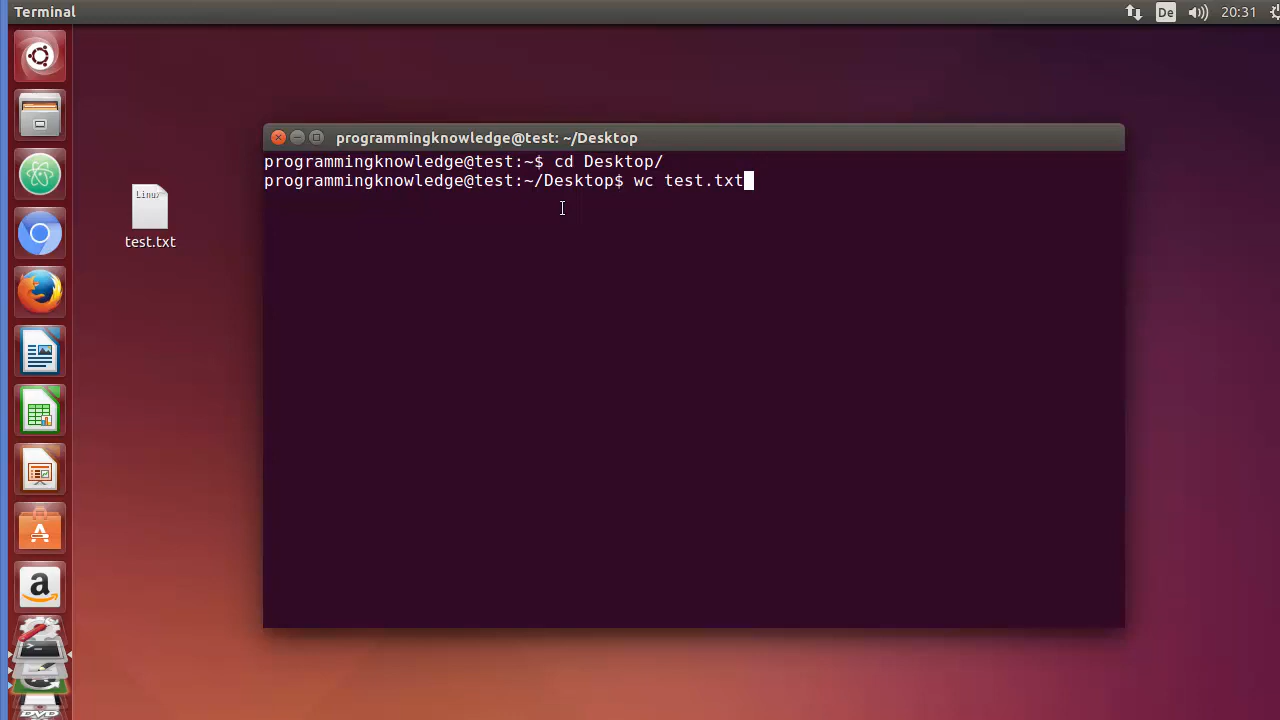 Terminal
De
20:31
programmingknowledge@test: ~/Desktop
programmingknowledge@test:~$ cd Desktop/
programmingknowledge@test:~/Desktop$ wc test.txt
Linux
test.txt